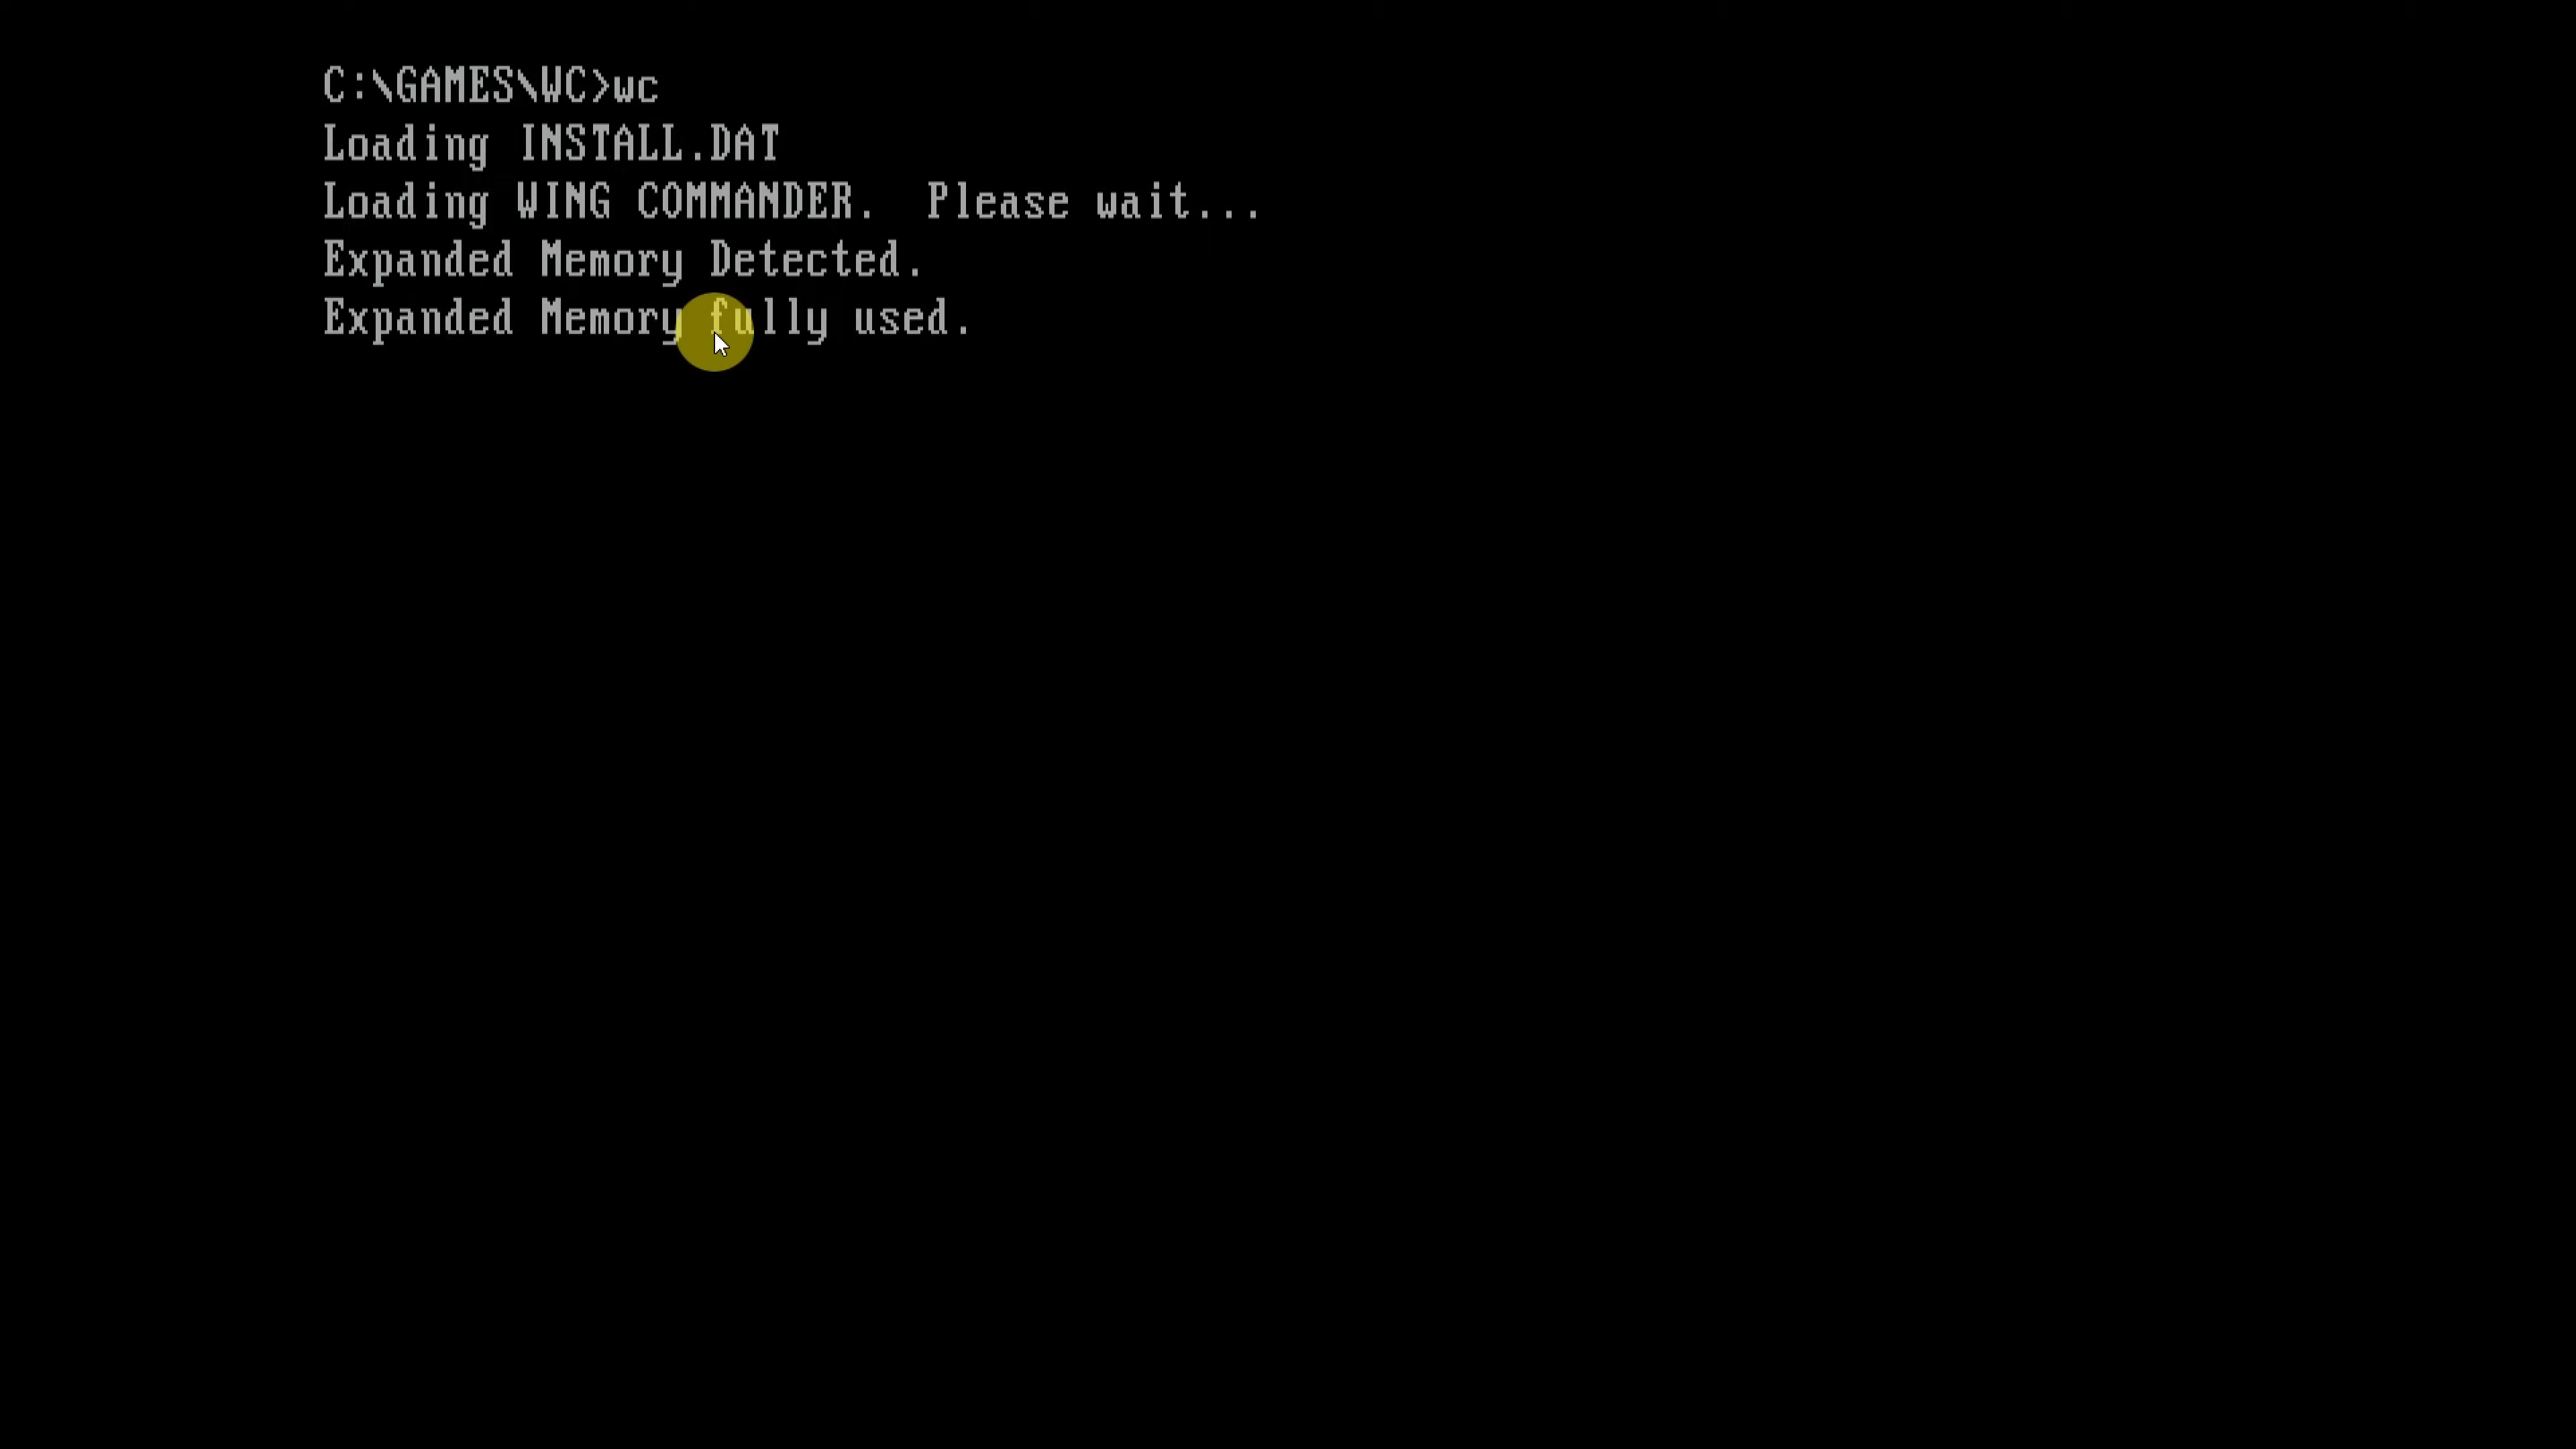 C:\GAMES\WC>wc
Loading INSTALL.DAT
Loading WING COMMANDER.  Please wait...
Expanded Memory Detected.
Expanded Memory fully used.